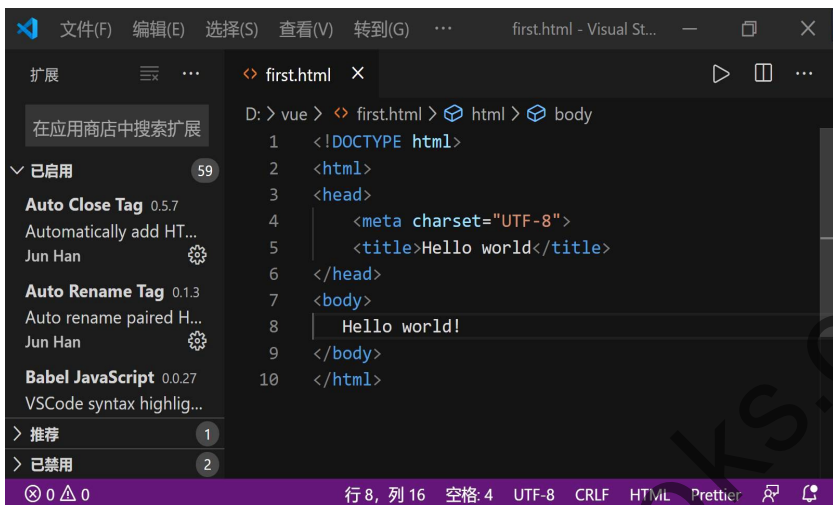 文件(F) 编辑(E) 选择(S) 查看(V) 转到(G) ··· first.html - Visual St...
扩展 ···
first.html ×
···
在应用商店中搜索扩展
D: > vue > first.html > html > body
已启用 59
Auto Close Tag 0.5.7
Automatically add HT...
Jun Han
Auto Rename Tag 0.1.3
Auto rename paired H...
Jun Han
Babel JavaScript 0.0.27
VSCode syntax highlig...
推荐 1
已禁用 2
1 <!DOCTYPE html>
2 <html>
3 <head>
4 <meta charset="UTF-8">
5 <title>Hello world</title>
6 </head>
7 <body>
8 Hello world!
9 </body>
10 </html>
0 0 行 8, 列 16 空格: 4 UTF-8 CRLF HTML Prettier